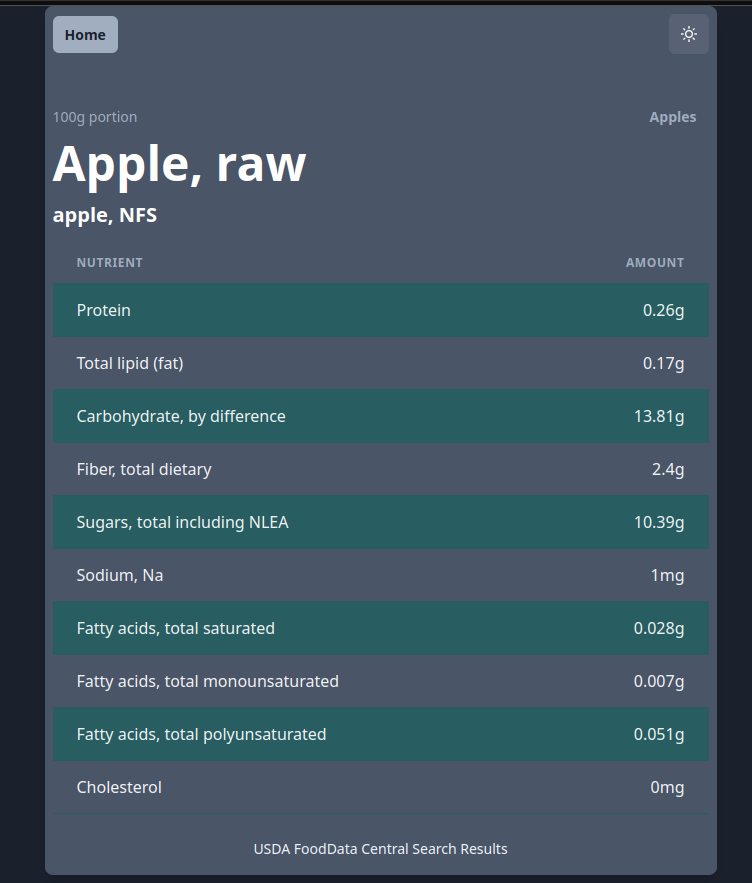 Home
100g portion Apples
Apple, raw
apple, NFS
NUTRIENT AMOUNT
Protein 0.26g
Total lipid (fat) 0.17g
Carbohydrate, by difference 13.81g
Fiber, total dietary 2.4g
Sugars, total including NLEA 10.39g
Sodium, Na 1mg
Fatty acids, total saturated 0.028g
Fatty acids, total monounsaturated 0.007g
Fatty acids, total polyunsaturated 0.051g
Cholesterol 0mg
USDA FoodData Central Search Results